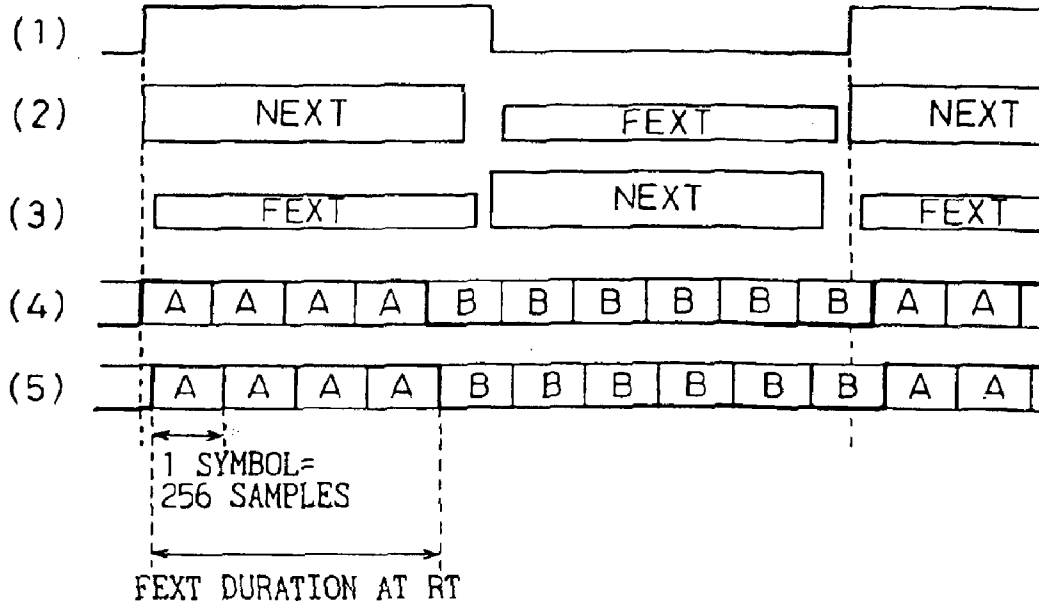 (1)
(2) NEXT FEXT NEXT
(3) FEXT NEXT FEXT
(4) A A A A B B B B B B A A
(5) A A A A B B B B B B A A
1 SYMBOL=
256 SAMPLES
FEXT DURATION AT RT